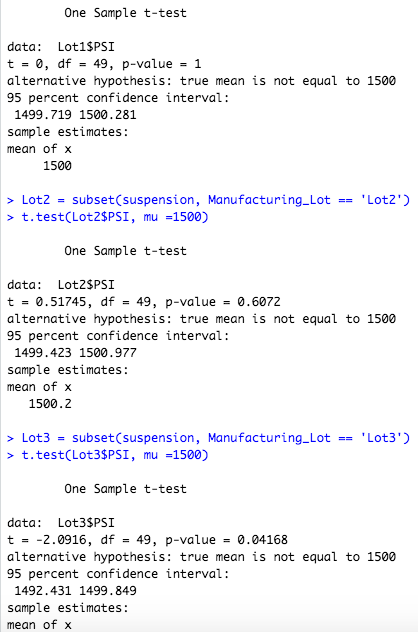 One Sample t-test
data:  Lot1$PSI
t = 0, df = 49, p-value = 1
alternative hypothesis: true mean is not equal to 1500
95 percent confidence interval:
 1499.719 1500.281
sample estimates:
mean of x
1500
> Lot2 = subset(suspension, Manufacturing_Lot == 'Lot2')
> t.test(Lot2$PSI, mu =1500)
One Sample t-test
data:  Lot2$PSI
t = 0.51745, df = 49, p-value = 0.6072
alternative hypothesis: true mean is not equal to 1500
95 percent confidence interval:
 1499.423 1500.977
sample estimates:
mean of x
1500.2
> Lot3 = subset(suspension, Manufacturing_Lot == 'Lot3')
> t.test(Lot3$PSI, mu =1500)
One Sample t-test
data:  Lot3$PSI
t = -2.0916, df = 49, p-value = 0.04168
alternative hypothesis: true mean is not equal to 1500
95 percent confidence interval:
 1492.431 1499.849
sample estimates:
mean of x